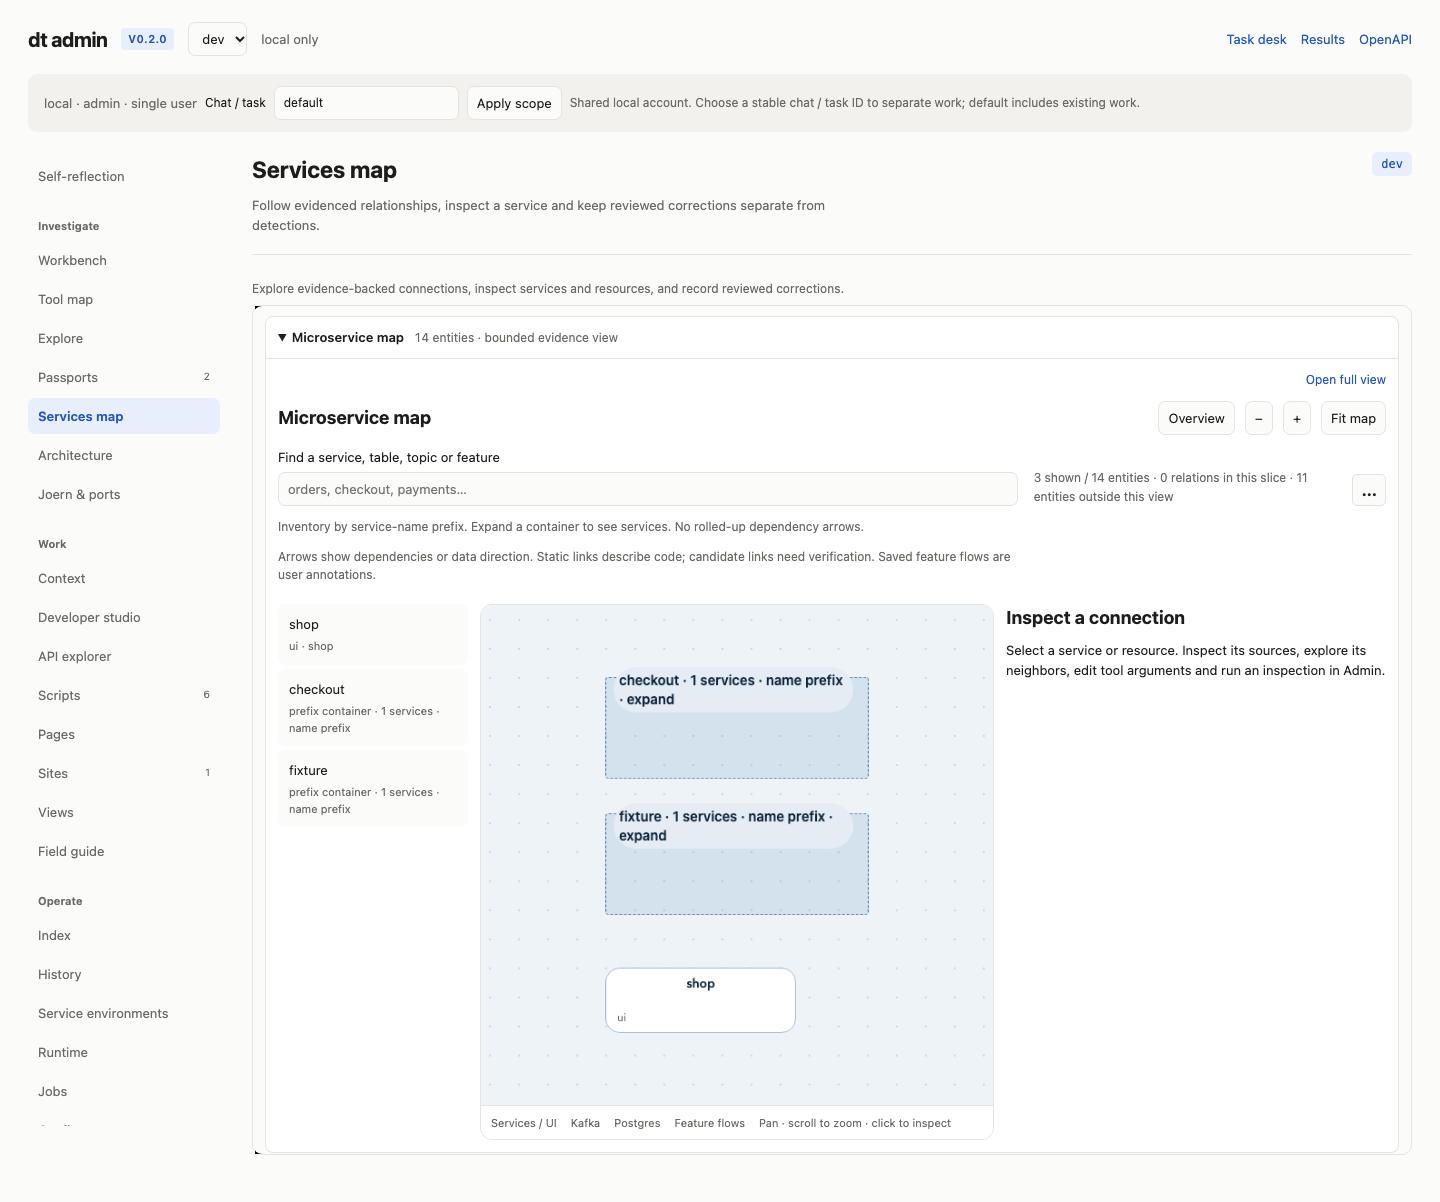 dt admin V0.2.0 dev local only Task desk Results OpenAPI
local · admin · single user Chat / task default Apply scope Shared local account. Choose a stable chat / task ID to separate work; default includes existing work.
Self-reflection
Investigate
Workbench
Tool map
Explore
Passports 2
Services map
Architecture
Joern & ports
Work
Context
Developer studio
API explorer
Scripts 6
Pages
Sites 1
Views
Field guide
Operate
Index
History
Service environments
Runtime
Jobs
Services map dev
Follow evidenced relationships, inspect a service and keep reviewed corrections separate from
detections.
Explore evidence-backed connections, inspect services and resources, and record reviewed corrections.
▼ Microservice map 14 entities · bounded evidence view
Open full view
Microservice map Overview − + Fit map
Find a service, table, topic or feature
orders, checkout, payments...
3 shown / 14 entities · 0 relations in this slice · 11
entities outside this view
...
Inventory by service-name prefix. Expand a container to see services. No rolled-up dependency arrows.
Arrows show dependencies or data direction. Static links describe code; candidate links need verification. Saved feature flows are
user annotations.
shop
ui · shop
checkout
prefix container · 1 services ·
name prefix
fixture
prefix container · 1 services ·
name prefix
checkout · 1 services · name prefix
· expand
fixture · 1 services · name prefix ·
expand
shop
ui
Services / UI Kafka Postgres Feature flows Pan · scroll to zoom · click to inspect
Inspect a connection
Select a service or resource. Inspect its sources, explore its
neighbors, edit tool arguments and run an inspection in Admin.